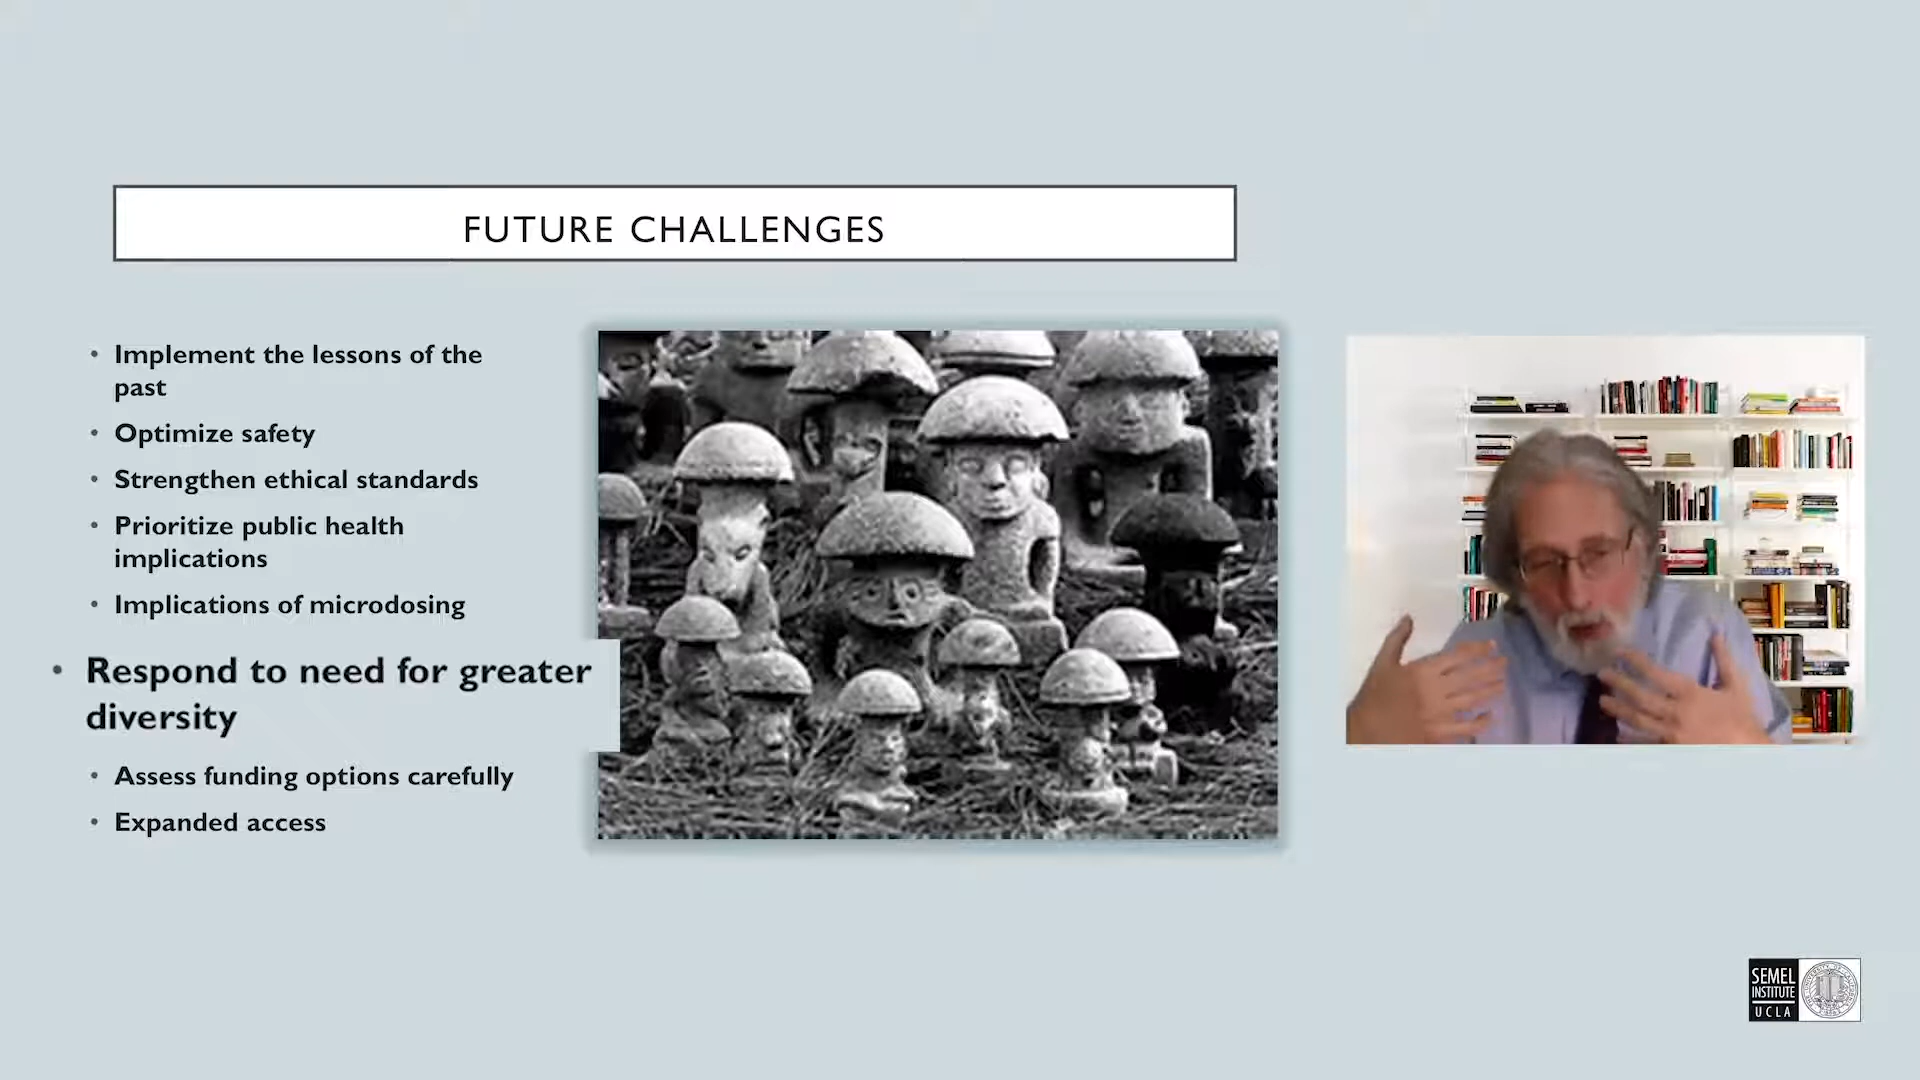 FUTURE CHALLENGES
Implement the lessons of the
past
Optimize safety
Strengthen ethical standards
Prioritize public health
implications
Implications of microdosing
Respond to need for greater
diversity
Assess funding options carefully
Expanded access
SEMEL
INSTITUTE
UCLA